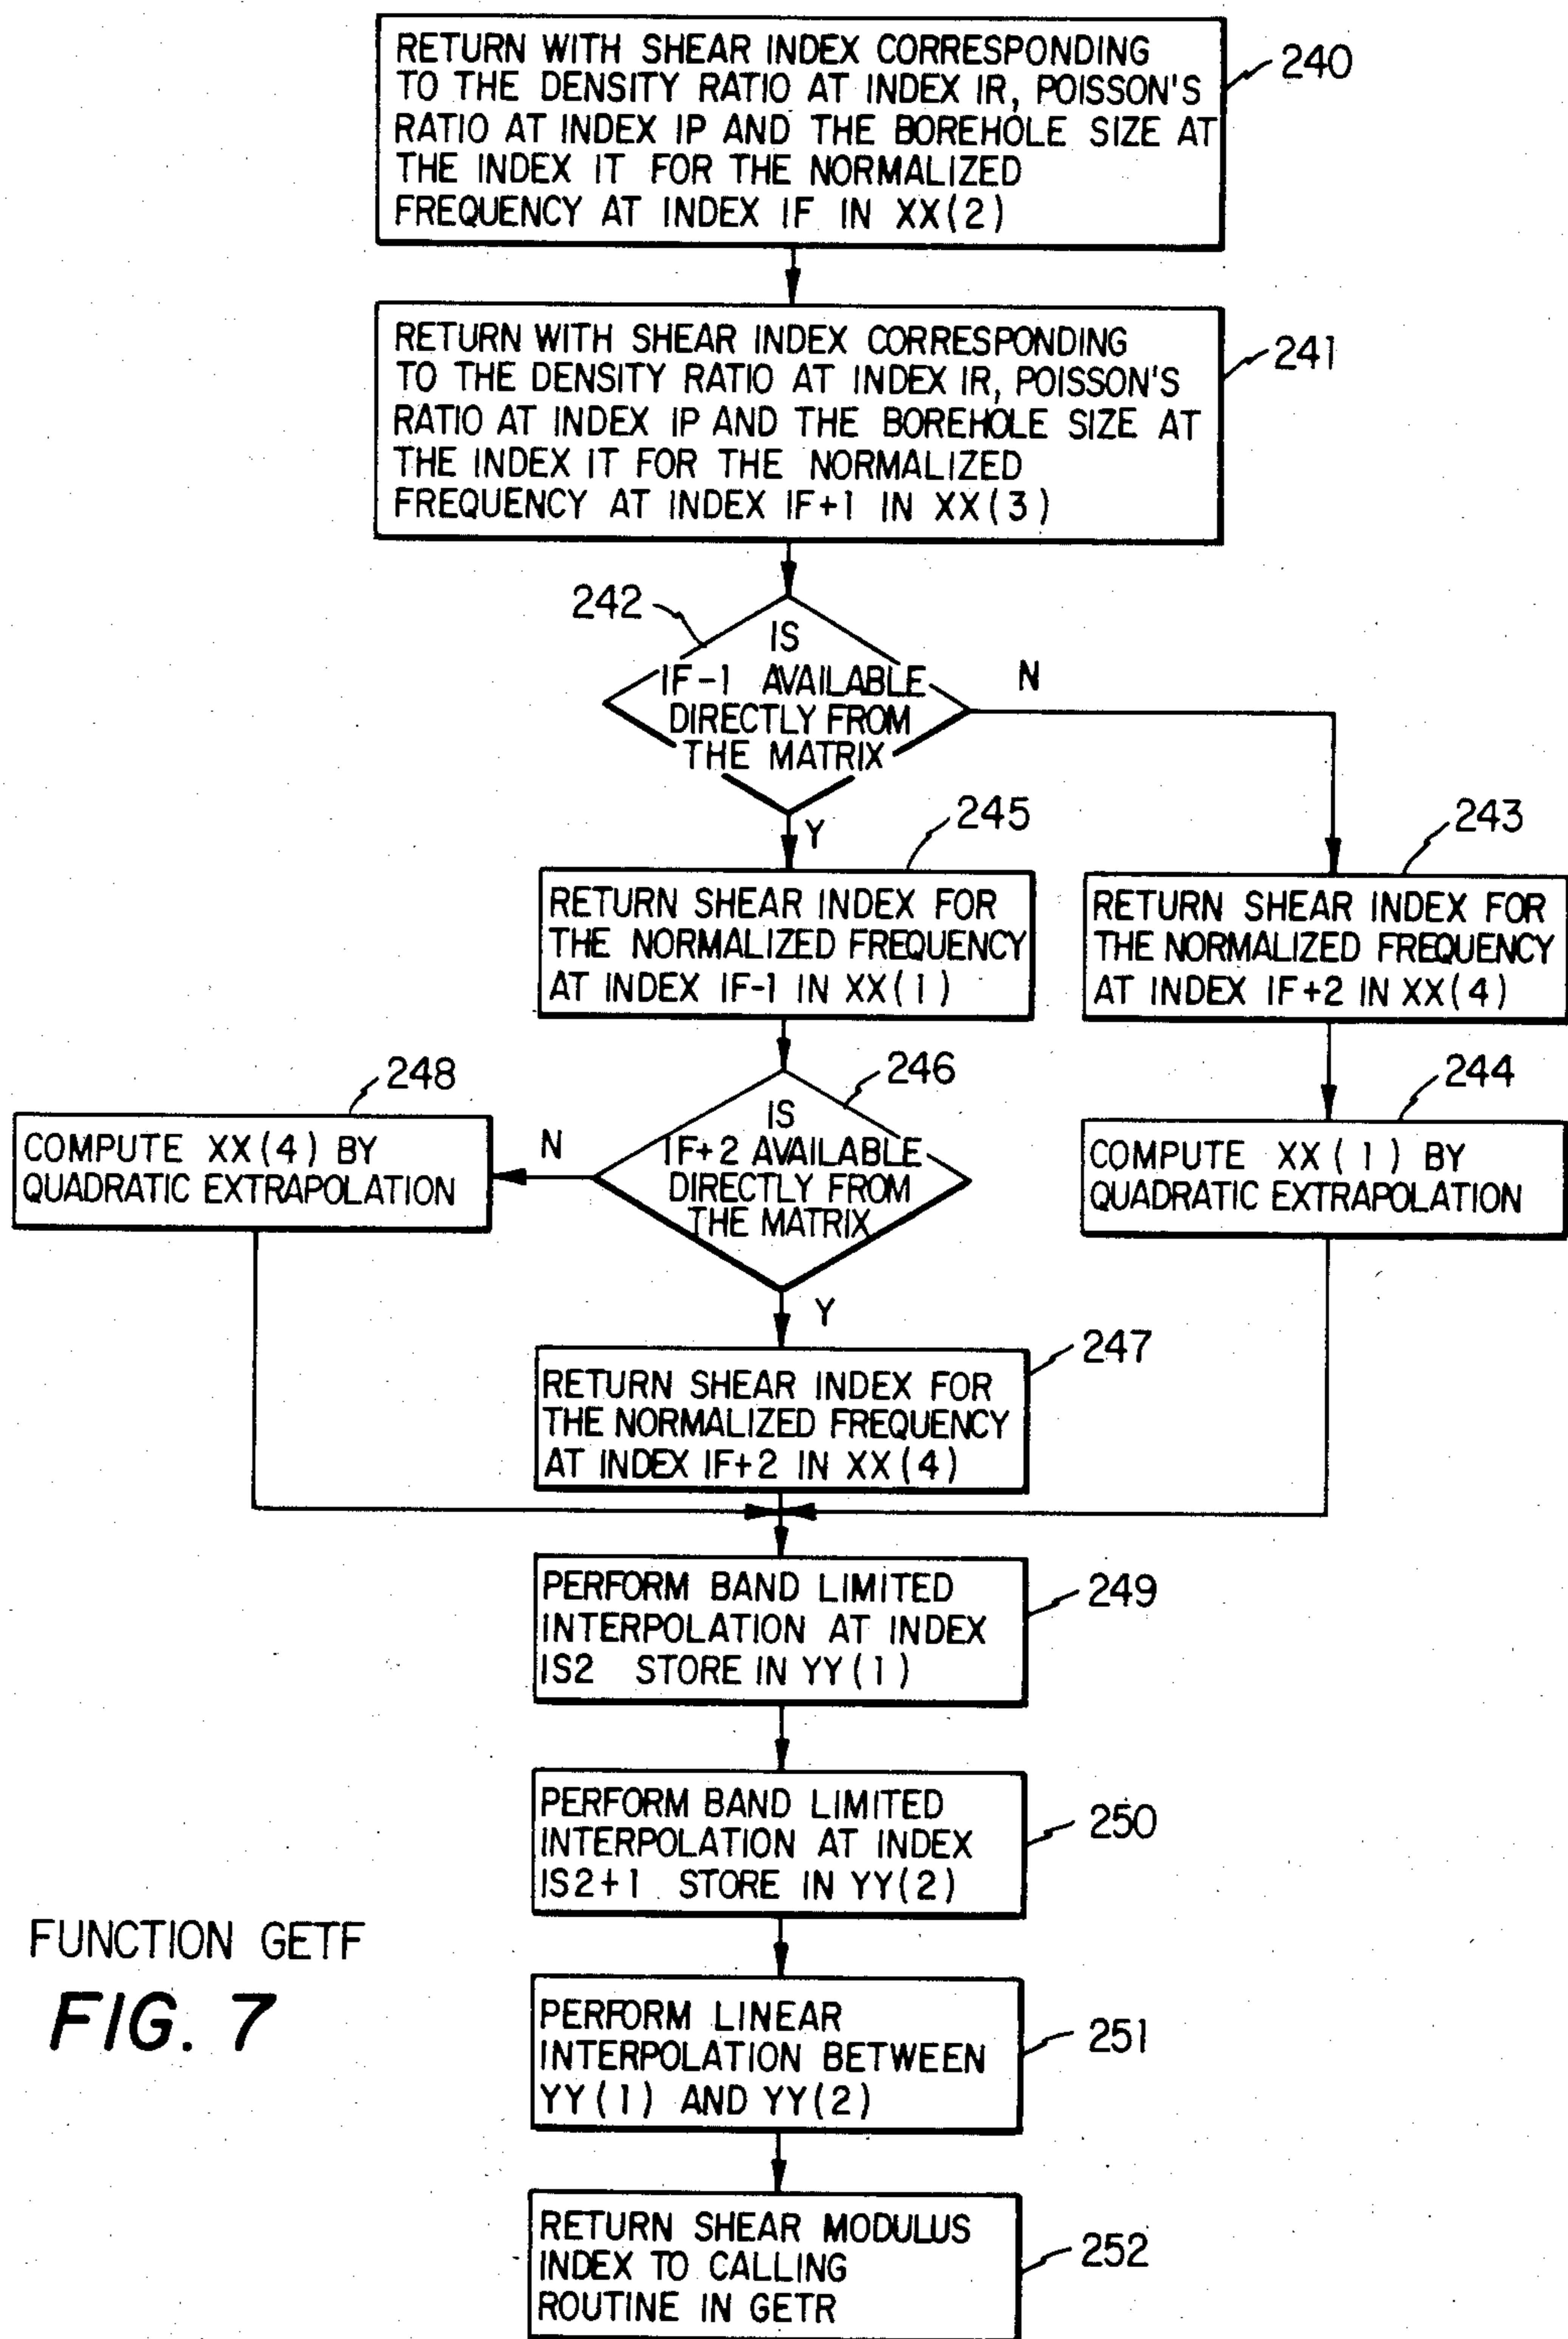 RETURN WITH SHEAR INDEX CORRESPONDING
TO THE DENSITY RATIO AT INDEX IR, POISSON'S
RATIO AT INDEX IP AND THE BOREHOLE SIZE AT
THE INDEX IT FOR THE NORMALIZED
FREQUENCY AT INDEX IF IN XX(2)
240
RETURN WITH SHEAR INDEX CORRESPONDING
TO THE DENSITY RATIO AT INDEX IR, POISSON'S
RATIO AT INDEX IP AND THE BOREHOLE SIZE AT
THE INDEX IT FOR THE NORMALIZED
FREQUENCY AT INDEX IF+1 IN XX(3)
241
242
IS
IF-1 AVAILABLE
DIRECTLY FROM
THE MATRIX
N
Y
245
RETURN SHEAR INDEX FOR
THE NORMALIZED FREQUENCY
AT INDEX IF-1 IN XX(1)
243
RETURN SHEAR INDEX FOR
THE NORMALIZED FREQUENCY
AT INDEX IF+2 IN XX(4)
248
COMPUTE XX(4) BY
QUADRATIC EXTRAPOLATION
N
246
IS
IF+2 AVAILABLE
DIRECTLY FROM
THE MATRIX
Y
244
COMPUTE XX(1) BY
QUADRATIC EXTRAPOLATION
247
RETURN SHEAR INDEX FOR
THE NORMALIZED FREQUENCY
AT INDEX IF+2 IN XX(4)
PERFORM BAND LIMITED
INTERPOLATION AT INDEX
IS2 STORE IN YY(1)
249
PERFORM BAND LIMITED
INTERPOLATION AT INDEX
IS2+1 STORE IN YY(2)
250
FUNCTION GETF
FIG. 7
PERFORM LINEAR
INTERPOLATION BETWEEN
YY(1) AND YY(2)
251
RETURN SHEAR MODULUS
INDEX TO CALLING
ROUTINE IN GETR
252